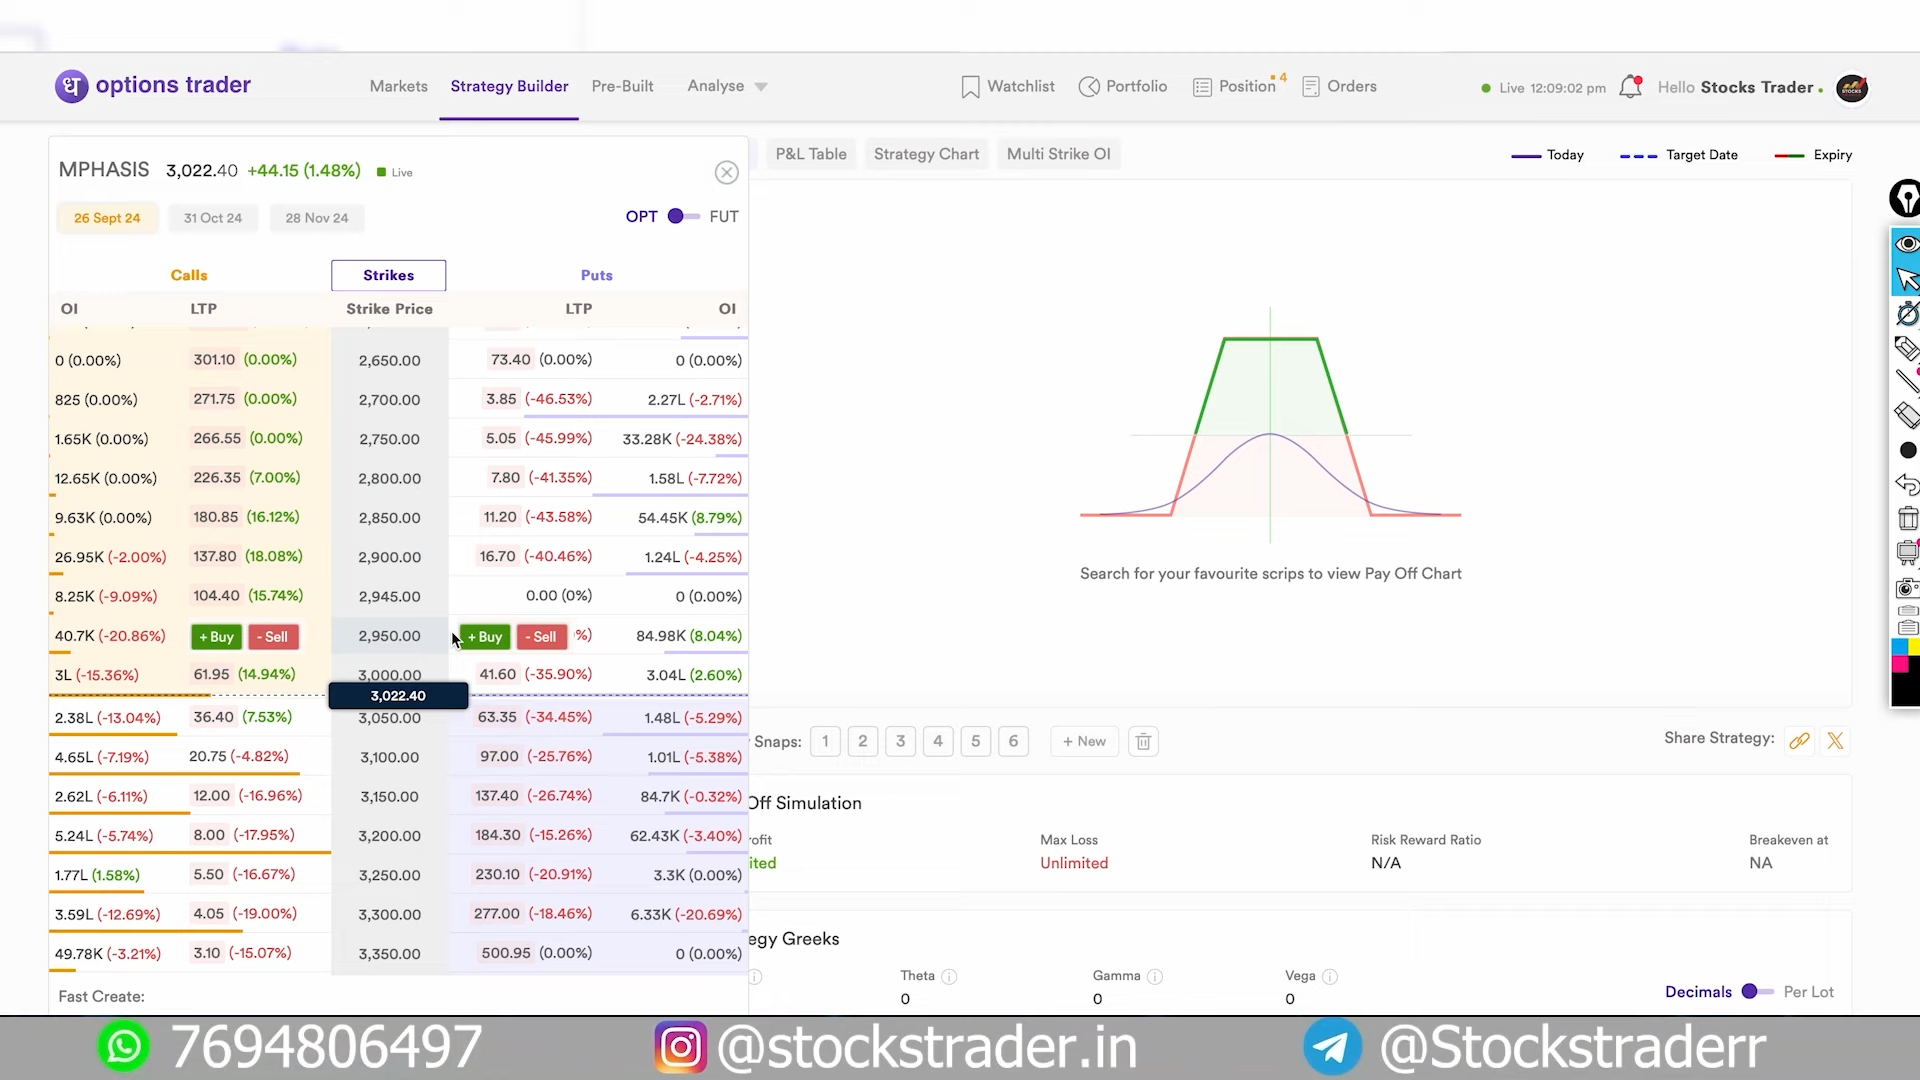 ध options trader
Markets Strategy Builder Pre-Built Analyse
Watchlist Portfolio Position 4 Orders
Live 12:09:02 pm Hello Stocks Trader
MPHASIS 3,022.40 +44.15 (1.48%) Live
P&L Table Strategy Chart Multi Strike OI
Today Target Date Expiry
26 Sept 24 31 Oct 24 28 Nov 24 OPT FUT
Calls Strikes Puts
OI LTP Strike Price LTP OI
0 (0.00%) 301.10 (0.00%) 2,650.00 73.40 (0.00%) 0 (0.00%)
825 (0.00%) 271.75 (0.00%) 2,700.00 3.85 (-46.53%) 2.27L (-2.71%)
1.65K (0.00%) 266.55 (0.00%) 2,750.00 5.05 (-45.99%) 33.28K (-24.38%)
12.65K (0.00%) 226.35 (7.00%) 2,800.00 7.80 (-41.35%) 1.58L (-7.72%)
9.63K (0.00%) 180.85 (16.12%) 2,850.00 11.20 (-43.58%) 54.45K (8.79%)
26.95K (-2.00%) 137.80 (18.08%) 2,900.00 16.70 (-40.46%) 1.24L (-4.25%)
8.25K (-9.09%) 104.40 (15.74%) 2,945.00 0.00 (0%) 0 (0.00%)
40.7K (-20.86%) + Buy - Sell 2,950.00 + Buy - Sell %) 84.98K (8.04%)
3L (-15.36%) 61.95 (14.94%) 3,000.00 41.60 (-35.90%) 3.04L (2.60%)
3,022.40
2.38L (-13.04%) 36.40 (7.53%) 3,050.00 63.35 (-34.45%) 1.48L (-5.29%)
4.65L (-7.19%) 20.75 (-4.82%) 3,100.00 97.00 (-25.76%) 1.01L (-5.38%)
2.62L (-6.11%) 12.00 (-16.96%) 3,150.00 137.40 (-26.74%) 84.7K (-0.32%)
5.24L (-5.74%) 8.00 (-17.95%) 3,200.00 184.30 (-15.26%) 62.43K (-3.40%)
1.77L (1.58%) 5.50 (-16.67%) 3,250.00 230.10 (-20.91%) 3.3K (0.00%)
3.59L (-12.69%) 4.05 (-19.00%) 3,300.00 277.00 (-18.46%) 6.33K (-20.69%)
49.78K (-3.21%) 3.10 (-15.07%) 3,350.00 500.95 (0.00%) 0 (0.00%)
Fast Create:
Search for your favourite scrips to view Pay Off Chart
Snaps: 1 2 3 4 5 6 + New
Share Strategy:
Off Simulation
rofit Max Loss Risk Reward Ratio Breakeven at
ited Unlimited N/A NA
egy Greeks
Theta Gamma Vega
0 0 0
Decimals Per Lot
7694806497 @stockstrader.in @Stockstraderr